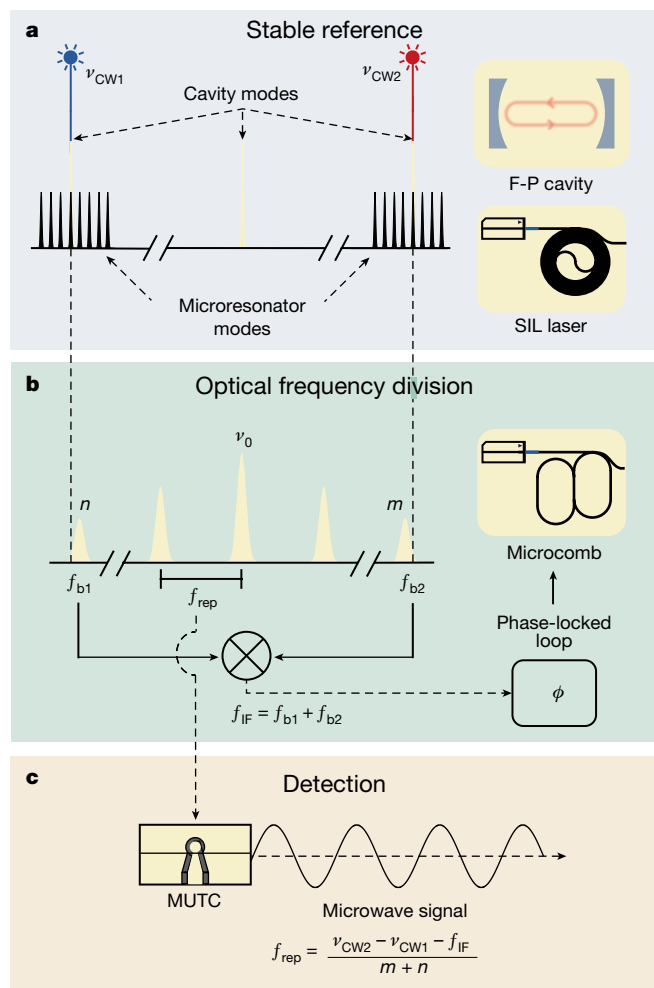 a
Stable reference
νCW1
νCW2
Cavity modes
F-P cavity
Microresonator
modes
SIL laser
b
Optical frequency division
ν0
n
m
Microcomb
fb1
frep
fb2
Phase-locked
loop
ϕ
fIF = fb1 + fb2
c
Detection
MUTC
Microwave signal
frep = νCW2 – νCW1 – fIF
m + n